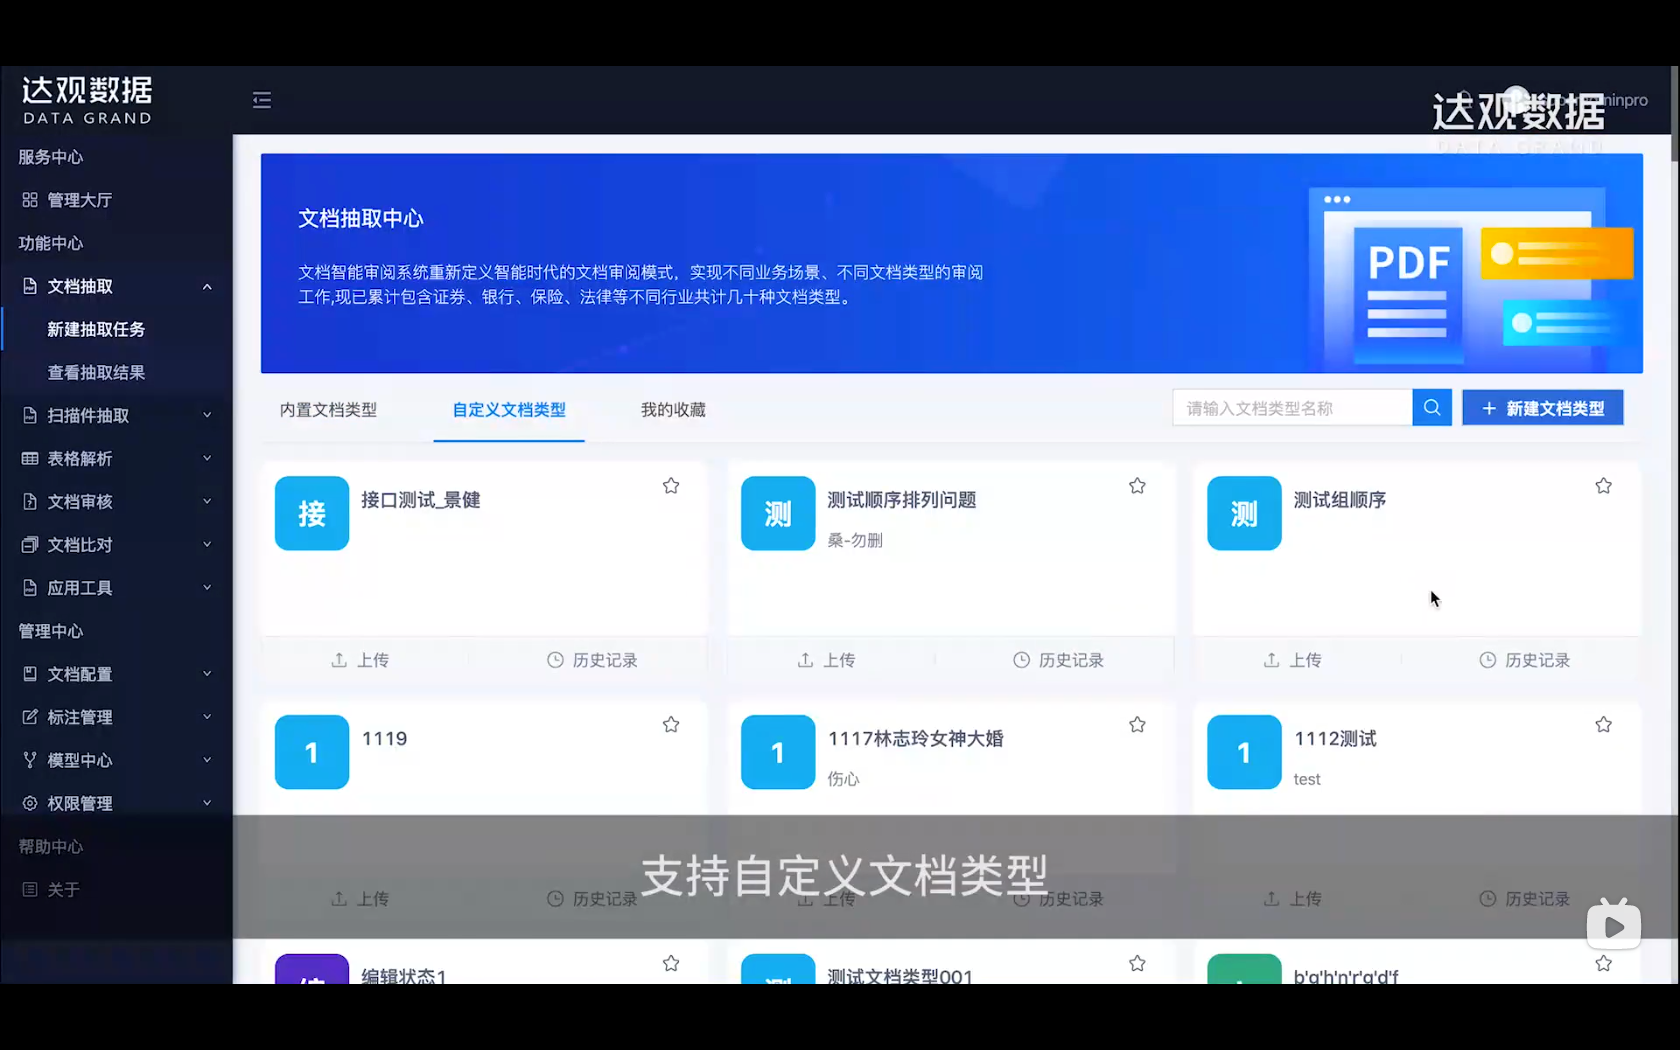 达观数据
DATA GRAND
服务中心
管理大厅
功能中心
文档抽取
新建抽取任务
查看抽取结果
扫描件抽取
表格解析
文档审核
文档比对
应用工具
管理中心
文档配置
标注管理
模型中心
权限管理
帮助中心
关于
达观数据
DATA GRAND
文档抽取中心
文档智能审阅系统重新定义智能时代的文档审阅模式，实现不同业务场景、不同文档类型的审阅
工作,现已累计包含证券、银行、保险、法律等不同行业共计几十种文档类型。
PDF
内置文档类型 自定义文档类型 我的收藏
请输入文档类型名称
新建文档类型
接 接口测试_景健
上传 历史记录
测 测试顺序排列问题
桑-勿删
上传 历史记录
测 测试组顺序
上传 历史记录
1 1119
上传 历史记录
1 1117林志玲女神大婚
伤心
上传 历史记录
1 1112测试
test
上传 历史记录
支持自定义文档类型
编辑状态1
测 测试文档类型001
b'g'h'n'r'g'd'f